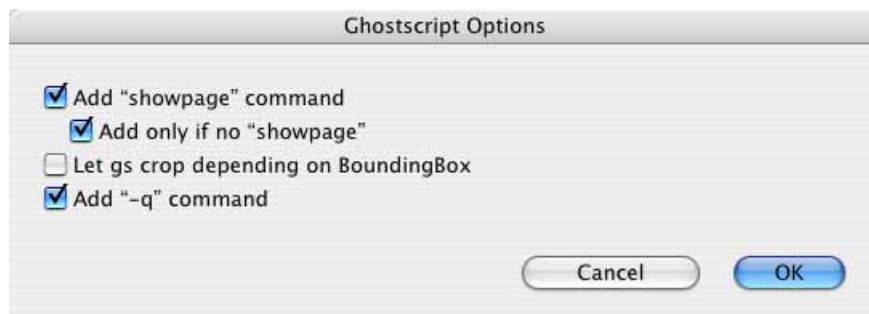 Ghostscript Options
Add “showpage” command
Add only if no “showpage”
Let gs crop depending on BoundingBox
Add “-q” command
Cancel OK